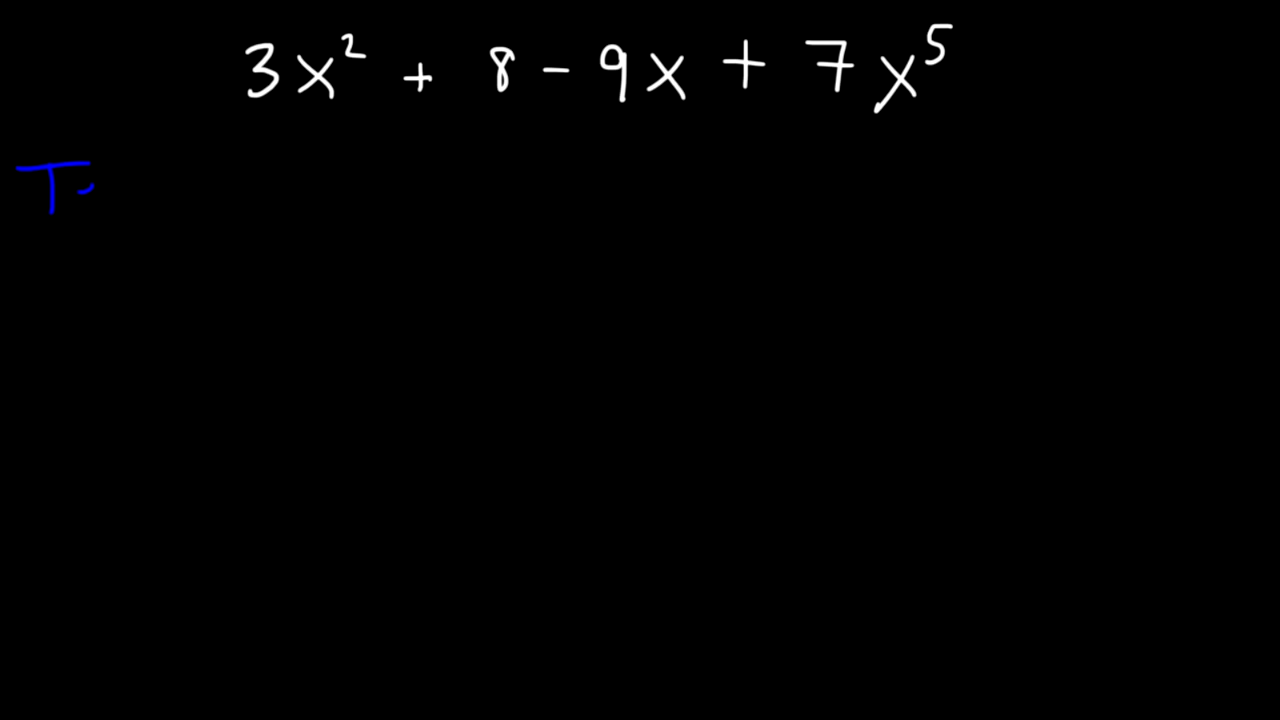 3x² + 8 - 9x + 7x⁵
T